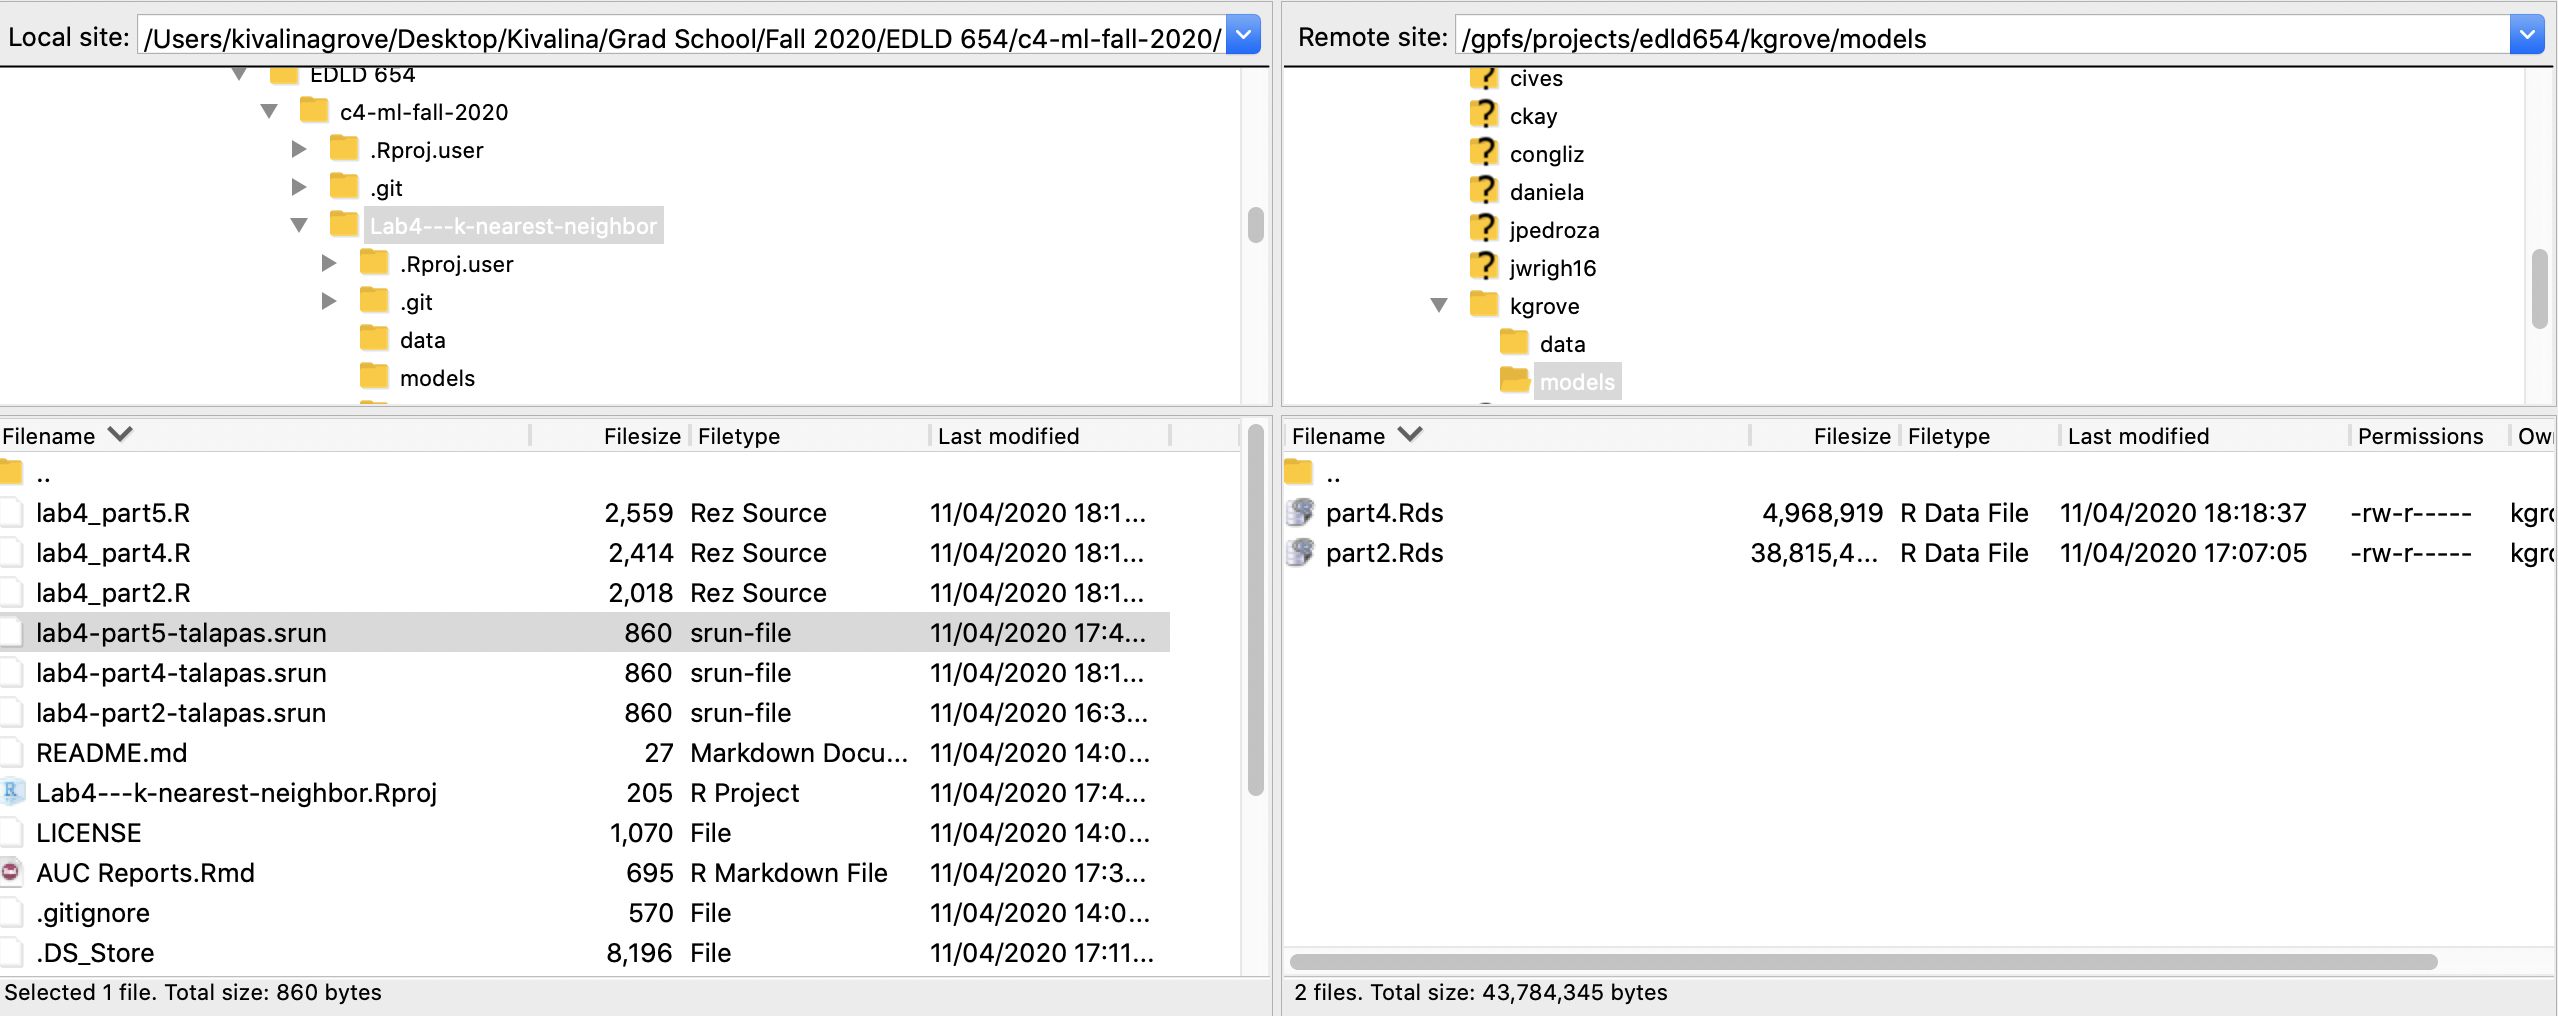 Local site: /Users/kivalinagrove/Desktop/Kivalina/Grad School/Fall 2020/EDLD 654/c4-ml-fall-2020/
EDLD 654
c4-ml-fall-2020
.Rproj.user
.git
Lab4---k-nearest-neighbor
.Rproj.user
.git
data
models
Filename Filesize Filetype Last modified
..
lab4_part5.R 2,559 Rez Source 11/04/2020 18:1...
lab4_part4.R 2,414 Rez Source 11/04/2020 18:1...
lab4_part2.R 2,018 Rez Source 11/04/2020 18:1...
lab4-part5-talapas.srun 860 srun-file 11/04/2020 17:4...
lab4-part4-talapas.srun 860 srun-file 11/04/2020 18:1...
lab4-part2-talapas.srun 860 srun-file 11/04/2020 16:3...
README.md 27 Markdown Docu... 11/04/2020 14:0...
Lab4---k-nearest-neighbor.Rproj 205 R Project 11/04/2020 17:4...
LICENSE 1,070 File 11/04/2020 14:0...
AUC Reports.Rmd 695 R Markdown File 11/04/2020 17:3...
.gitignore 570 File 11/04/2020 14:0...
.DS_Store 8,196 File 11/04/2020 17:11...
Selected 1 file. Total size: 860 bytes
Remote site: /gpfs/projects/edld654/kgrove/models
cives
ckay
congliz
daniela
jpedroza
jwrigh16
kgrove
data
models
Filename Filesize Filetype Last modified Permissions Ow
..
part4.Rds 4,968,919 R Data File 11/04/2020 18:18:37 -rw-r----- kgr
part2.Rds 38,815,4... R Data File 11/04/2020 17:07:05 -rw-r----- kgr
2 files. Total size: 43,784,345 bytes